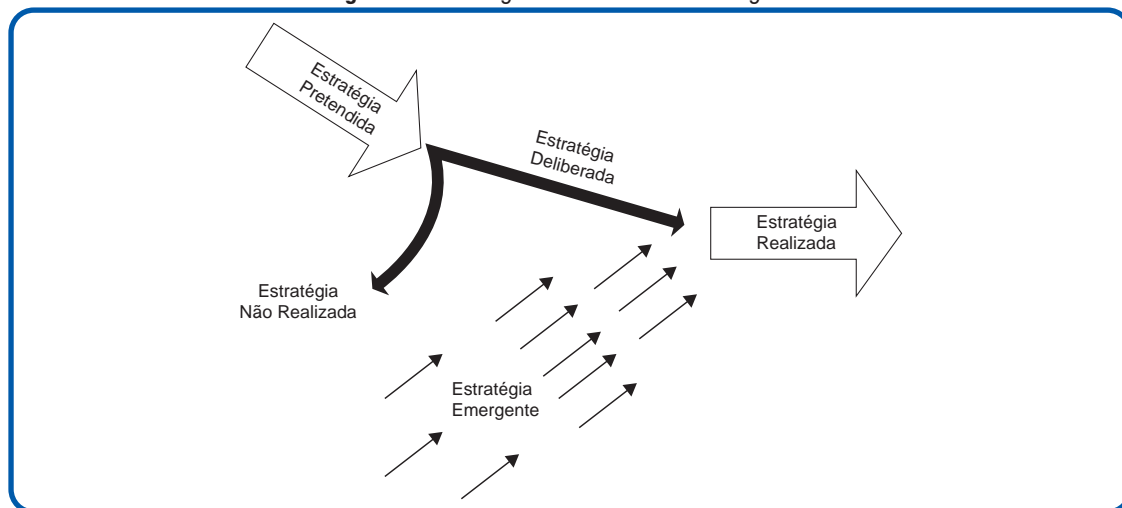 Estratégia
Pretendida
Estratégia
Deliberada
Estratégia
Realizada
Estratégia
Não Realizada
Estratégia
Emergente